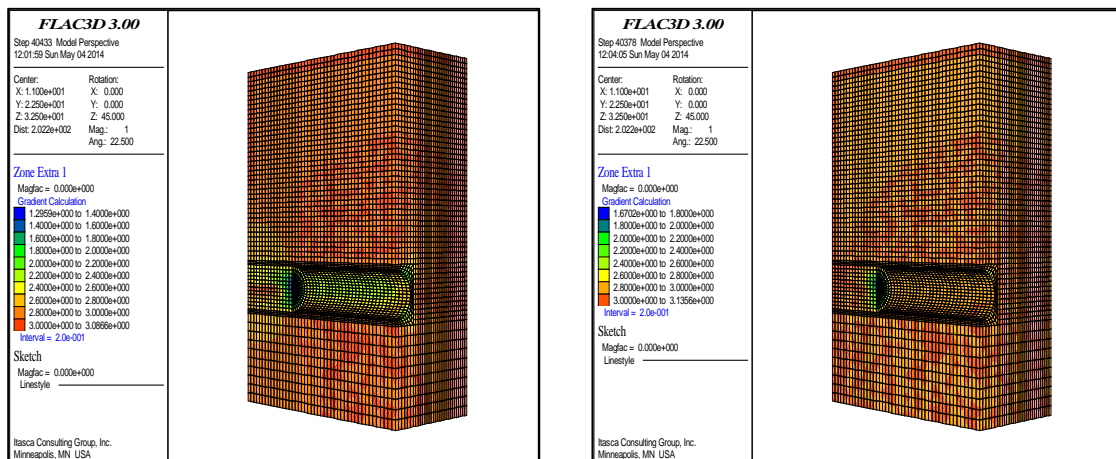 FLAC3D 3.00
Step 40433 Model Perspective
12:01:59 Sun May 04 2014
Center:
X: 1.100e+001
Y: 2.250e+001
Z: 3.250e+001
Dist: 2.022e+002
Rotation:
X: 0.000
Y: 0.000
Z: 45.000
Mag.: 1
Ang.: 22.500
Zone Extra 1
Magfac = 0.000e+000
Gradient Calculation
1.2959e+000 to 1.4000e+000
1.4000e+000 to 1.6000e+000
1.6000e+000 to 1.8000e+000
1.8000e+000 to 2.0000e+000
2.0000e+000 to 2.2000e+000
2.2000e+000 to 2.4000e+000
2.4000e+000 to 2.6000e+000
2.6000e+000 to 2.8000e+000
2.8000e+000 to 3.0000e+000
3.0000e+000 to 3.0866e+000
Interval = 2.0e-001
Sketch
Magfac = 0.000e+000
Linestyle
Itasca Consulting Group, Inc.
Minneapolis, MN USA
FLAC3D 3.00
Step 40378 Model Perspective
12:04:05 Sun May 04 2014
Center:
X: 1.100e+001
Y: 2.250e+001
Z: 3.250e+001
Dist: 2.022e+002
Rotation:
X: 0.000
Y: 0.000
Z: 45.000
Mag.: 1
Ang.: 22.500
Zone Extra 1
Magfac = 0.000e+000
Gradient Calculation
1.6702e+000 to 1.8000e+000
1.8000e+000 to 2.0000e+000
2.0000e+000 to 2.2000e+000
2.2000e+000 to 2.4000e+000
2.4000e+000 to 2.6000e+000
2.6000e+000 to 2.8000e+000
2.8000e+000 to 3.0000e+000
3.0000e+000 to 3.1356e+000
Interval = 2.0e-001
Sketch
Magfac = 0.000e+000
Linestyle
Itasca Consulting Group, Inc.
Minneapolis, MN USA